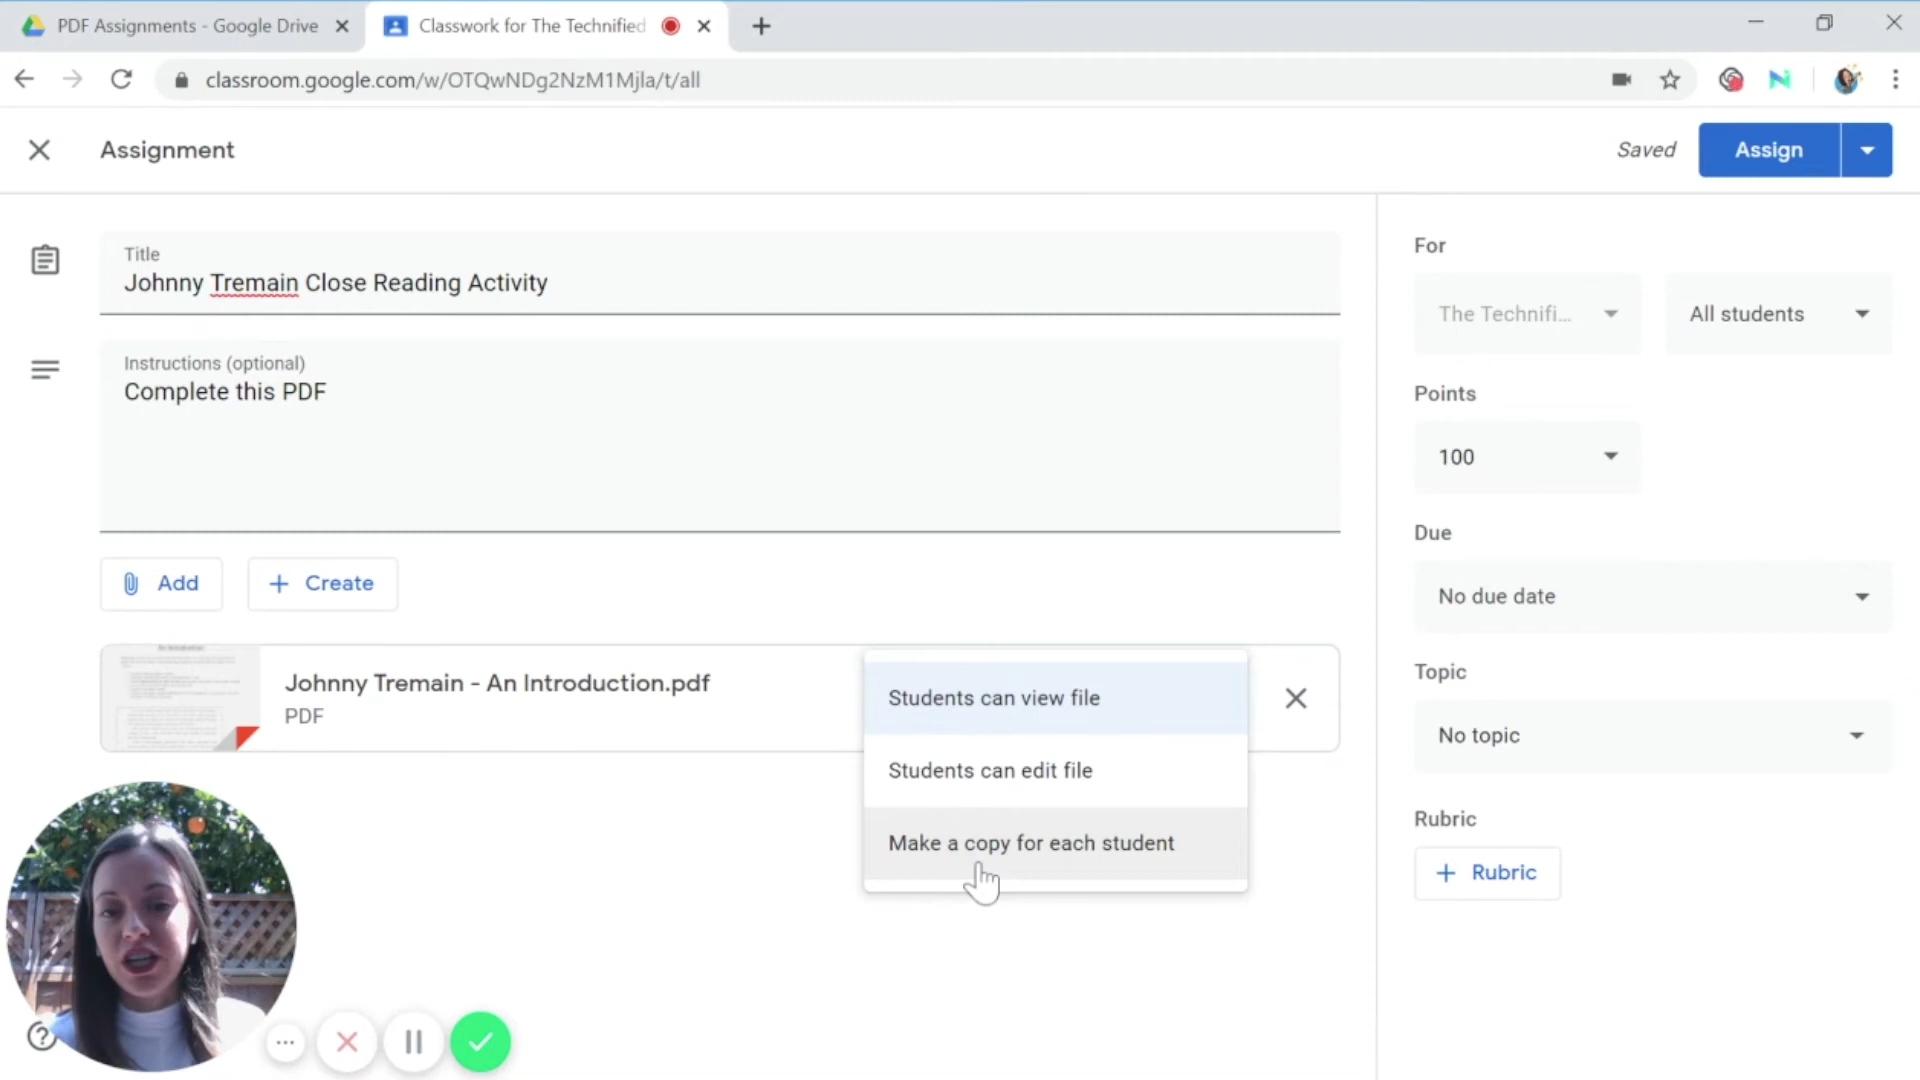 PDF Assignments - Google Drive
Classwork for The Technified
classroom.google.com/w/OTQwNDg2NzM1Mjla/t/all
Assignment
Saved
Assign
Title
Johnny Tremain Close Reading Activity
Instructions (optional)
Complete this PDF
Add
Create
Johnny Tremain - An Introduction.pdf
PDF
Students can view file
Students can edit file
Make a copy for each student
For
The Technifi...
All students
Points
100
Due
No due date
Topic
No topic
Rubric
Rubric